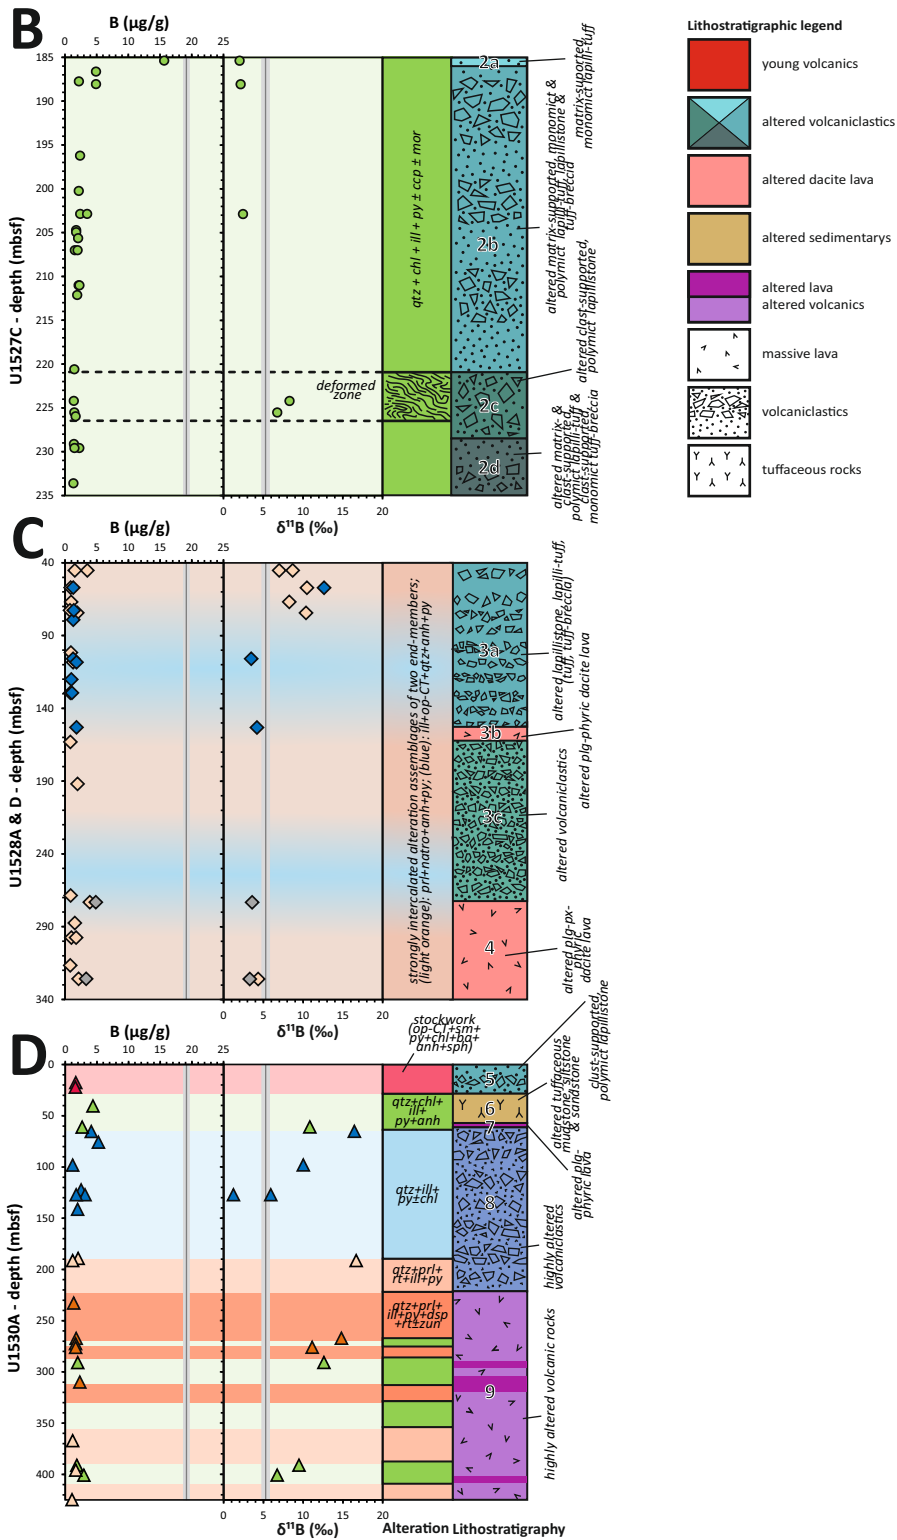 B
B (µg/g)
0
5
10
15
20
25
185
190
195
200
205
210
215
220
225
230
235
U1527C - depth (mbsf)
deformed
zone
0
5
10
15
20
δ¹¹B (‰)
qtz + chl + ill + py ± ccp ± mor
2a
2b
2c
2d
matrix-supported,
monomict lapilli-tuff
altered matrix-supported, monomict &
polymict lapilli-tuff, lapillistone &
tuff-breccia
altered clast-supported,
polymict lapillistone
altered matrix- &
clast-supported,
polymict lapilli-tuff &
clast-supported,
monomict tuff-breccia
Lithostratigraphic legend
young volcanics
altered volcaniclastics
altered dacite lava
altered sedimentarys
altered lava
altered volcanics
massive lava
volcaniclastics
tuffaceous rocks
C
B (µg/g)
0
5
10
15
20
25
40
90
140
190
240
290
340
U1528A & D - depth (mbsf)
0
5
10
15
20
δ¹¹B (‰)
strongly intercalated alteration assemblages of two end-members;
(light orange): prl+natro+anh+py; (blue): ill+op-CT+qtz+anh+py
3a
3b
3c
4
altered lapillistone, lapilli-tuff,
(tuff, tuff-breccia)
altered plg-phyric dacite lava
altered volcaniclastics
altered plg-px-
phyric
dacite lava
D
B (µg/g)
0
5
10
15
20
25
0
50
100
150
200
250
300
350
400
U1530A - depth (mbsf)
0
5
10
15
20
δ¹¹B (‰)
stockwork
(op-CT+sm+
py+chl+ba+
anh+sph)
qtz+chl+
ill+
py+anh
qtz+ill+
py±chl
qtz+prl+
rt+ill+py
qtz+prl+
ill+py+dsp
+rt±zun
5
6
7
8
9
clust-supported,
polymict lapillistone
altered tuffaceous
mudstone, siltstone
& sandstone
altered plg-
phyric lava
highly altered
volcaniclastics
highly altered volcanic rocks
Alteration
Lithostratigraphy